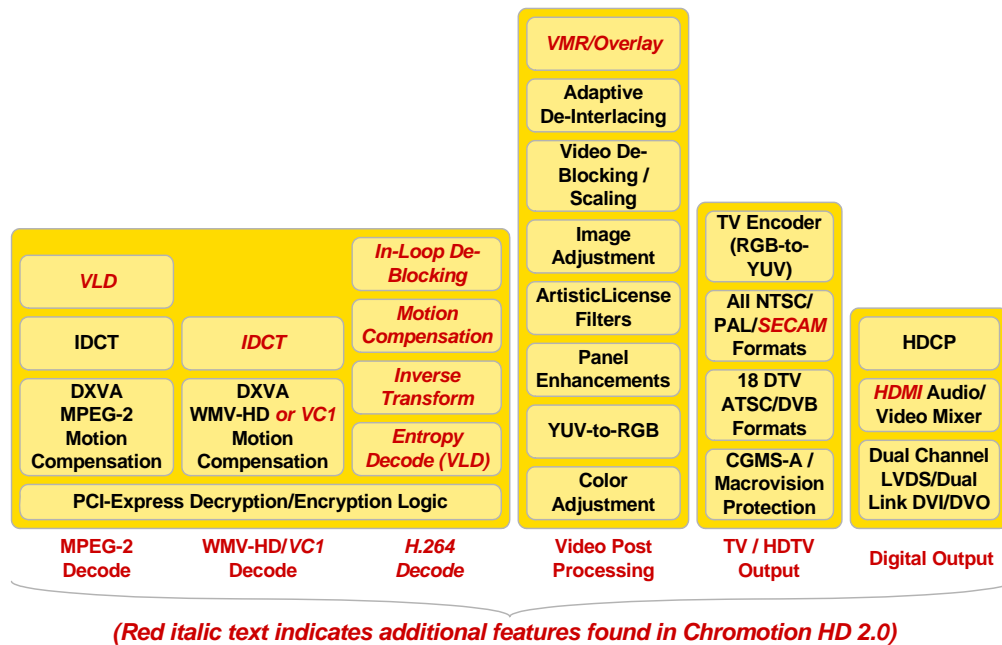 VLD
IDCT
DXVA
MPEG-2
Motion
Compensation
IDCT
DXVA
WMV-HD or VC1
Motion
Compensation
In-Loop De-
Blocking
Motion
Compensation
Inverse
Transform
Entropy
Decode (VLD)
PCI-Express Decryption/Encryption Logic
MPEG-2
Decode
WMV-HD/VC1
Decode
H.264
Decode
VMR/Overlay
Adaptive
De-Interlacing
Video De-
Blocking /
Scaling
Image
Adjustment
ArtisticLicense
Filters
Panel
Enhancements
YUV-to-RGB
Color
Adjustment
Video Post
Processing
TV Encoder
(RGB-to-
YUV)
All NTSC/
PAL/SECAM
Formats
18 DTV
ATSC/DVB
Formats
CGMS-A /
Macrovision
Protection
TV / HDTV
Output
HDCP
HDMI Audio/
Video Mixer
Dual Channel
LVDS/Dual
Link DVI/DVO
Digital Output
(Red italic text indicates additional features found in Chromotion HD 2.0)